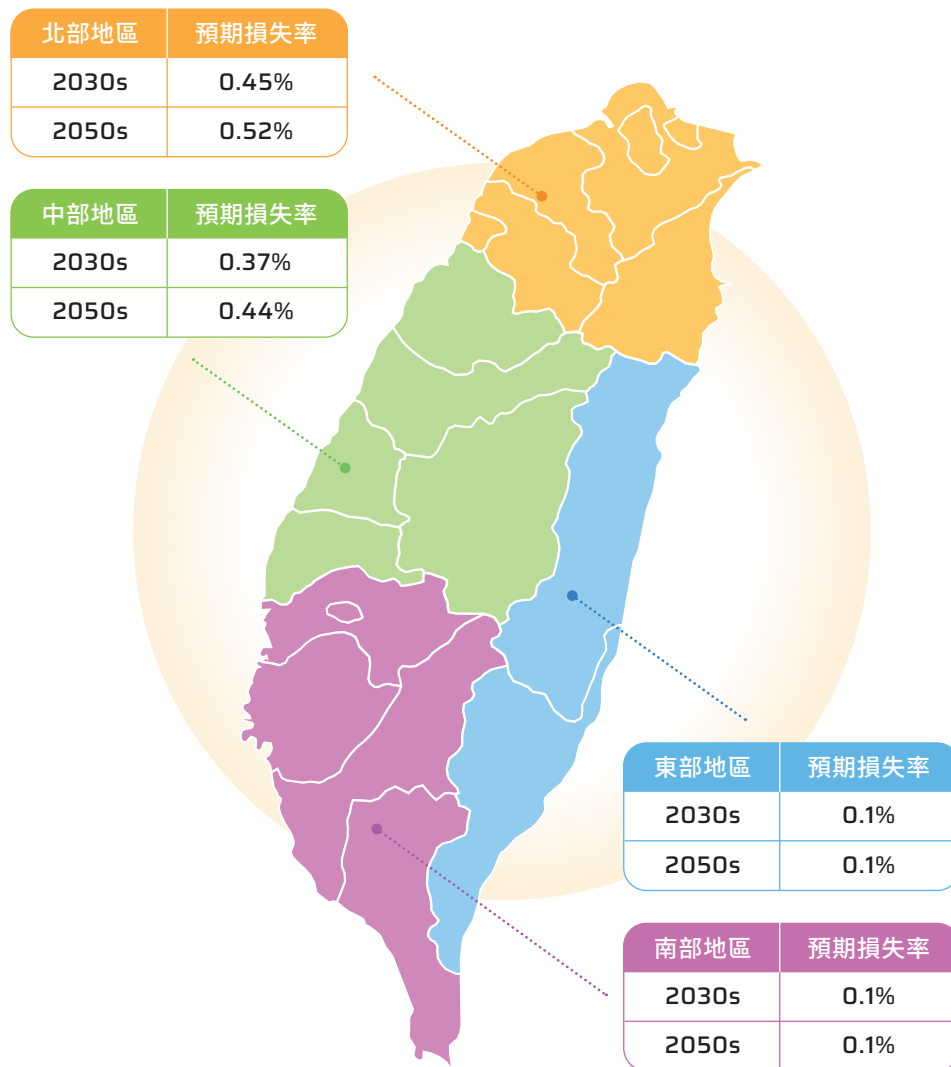 北部地區 預期損失率
2030s 0.45%
2050s 0.52%
中部地區 預期損失率
2030s 0.37%
2050s 0.44%
東部地區 預期損失率
2030s 0.1%
2050s 0.1%
南部地區 預期損失率
2030s 0.1%
2050s 0.1%